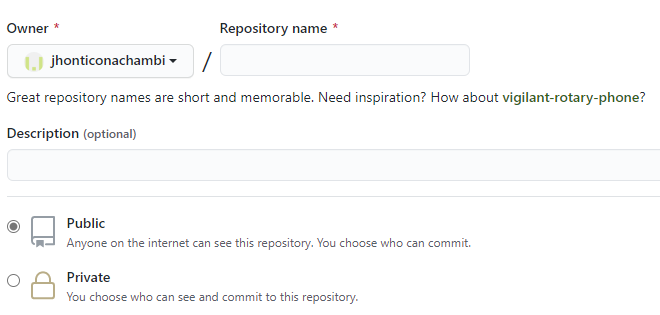 Owner * Repository name *
jhonticonachambi /
Great repository names are short and memorable. Need inspiration? How about vigilant-rotary-phone?
Description (optional)
Public
Anyone on the internet can see this repository. You choose who can commit.
Private
You choose who can see and commit to this repository.